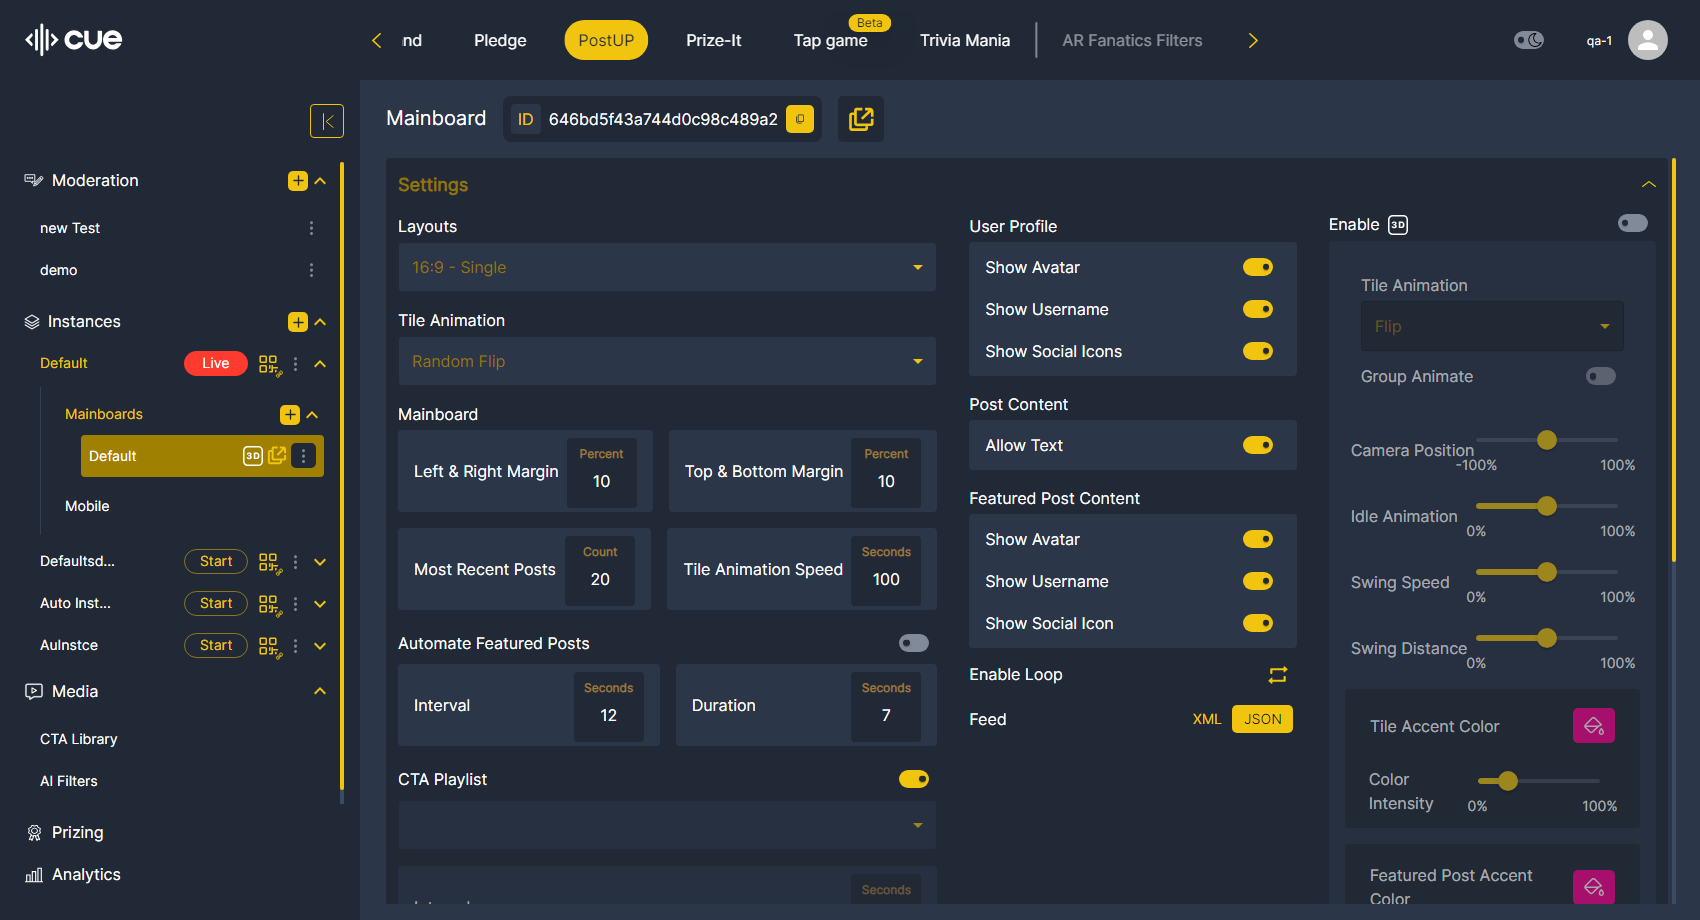 cue
nd
Pledge
PostUP
Prize-It
Tap game
Beta
Trivia Mania
AR Fanatics Filters
qa-1
Moderation
new Test
demo
Instances
Default
Live
Mainboards
Default
3D
Mobile
Defaultsd...
Start
Auto Inst...
Start
AuInstce
Start
Media
CTA Library
AI Filters
Prizing
Analytics
Mainboard
ID 646bd5f43a744d0c98c489a2
Settings
Layouts
16:9 - Single
Tile Animation
Random Flip
Mainboard
Left & Right Margin
Percent
10
Top & Bottom Margin
Percent
10
Most Recent Posts
Count
20
Tile Animation Speed
Seconds
100
Automate Featured Posts
Interval
Seconds
12
Duration
Seconds
7
CTA Playlist
Seconds
User Profile
Show Avatar
Show Username
Show Social Icons
Post Content
Allow Text
Featured Post Content
Show Avatar
Show Username
Show Social Icon
Enable Loop
Feed
XML
JSON
Enable 3D
Tile Animation
Flip
Group Animate
Camera Position
-100%
100%
Idle Animation
0%
100%
Swing Speed
0%
100%
Swing Distance
0%
100%
Tile Accent Color
Color
Intensity
0%
100%
Featured Post Accent
Color